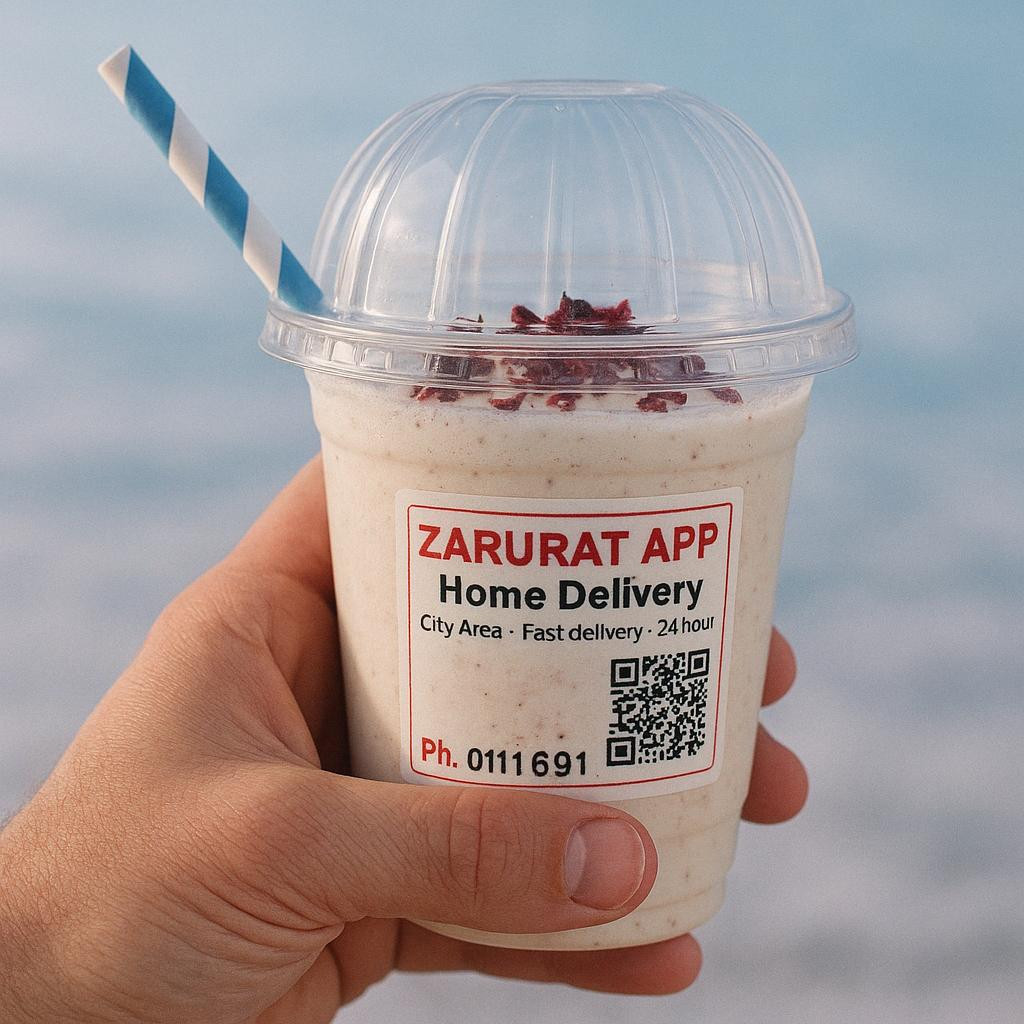 ZARURAT APP
Home Delivery
City Area · Fast dellvery · 24 hour
Ph. 0111691